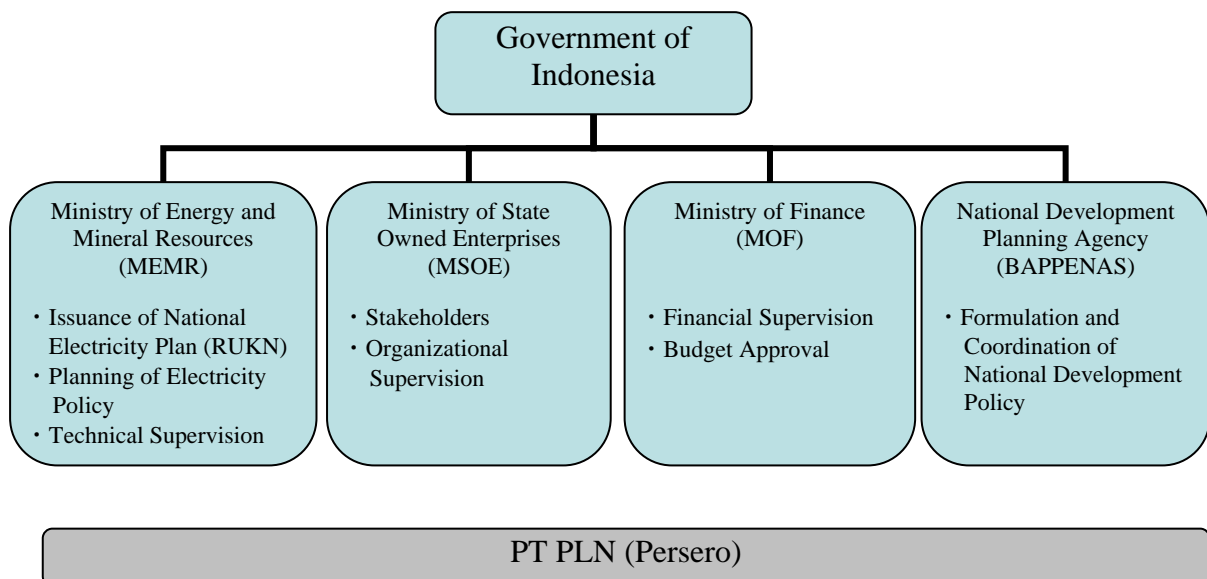 Government of
Indonesia
Ministry of Energy and
Mineral Resources
(MEMR)
・Issuance of National
Electricity Plan (RUKN)
・Planning of Electricity
Policy
・Technical Supervision
Ministry of State
Owned Enterprises
(MSOE)
・Stakeholders
・Organizational
Supervision
Ministry of Finance
(MOF)
・Financial Supervision
・Budget Approval
National Development
Planning Agency
(BAPPENAS)
・Formulation and
Coordination of
National Development
Policy
PT PLN (Persero)